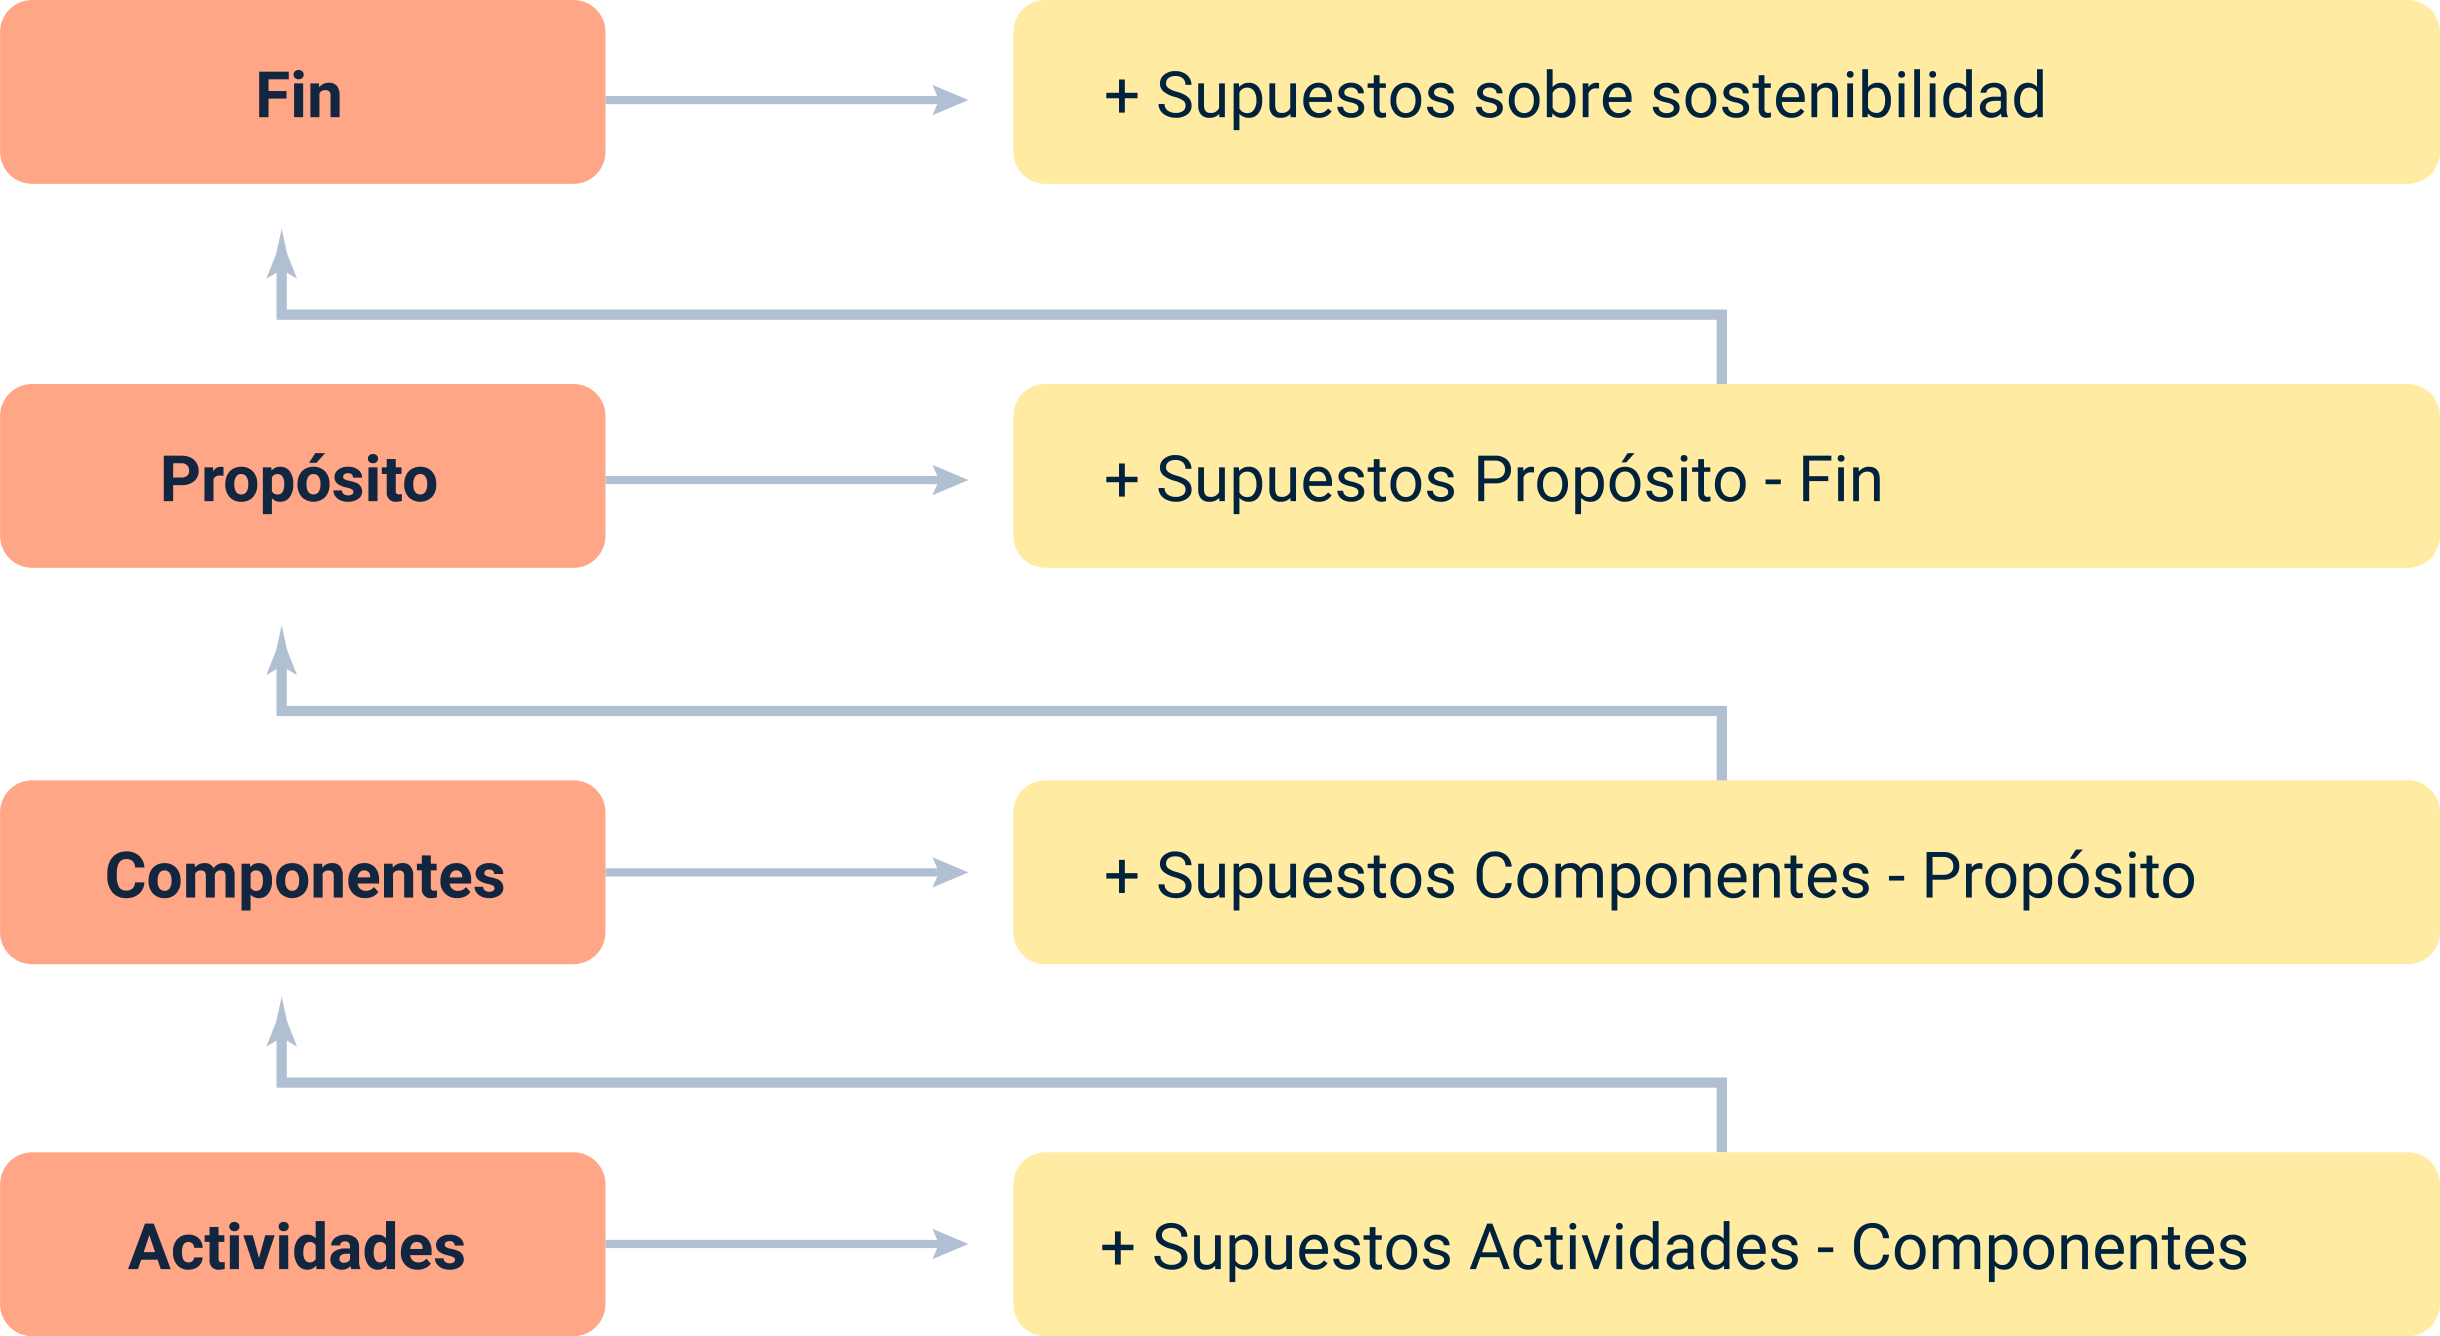 Fin
+ Supuestos sobre sostenibilidad
Propósito
+ Supuestos Propósito - Fin
Componentes
+ Supuestos Componentes - Propósito
Actividades
+ Supuestos Actividades - Componentes